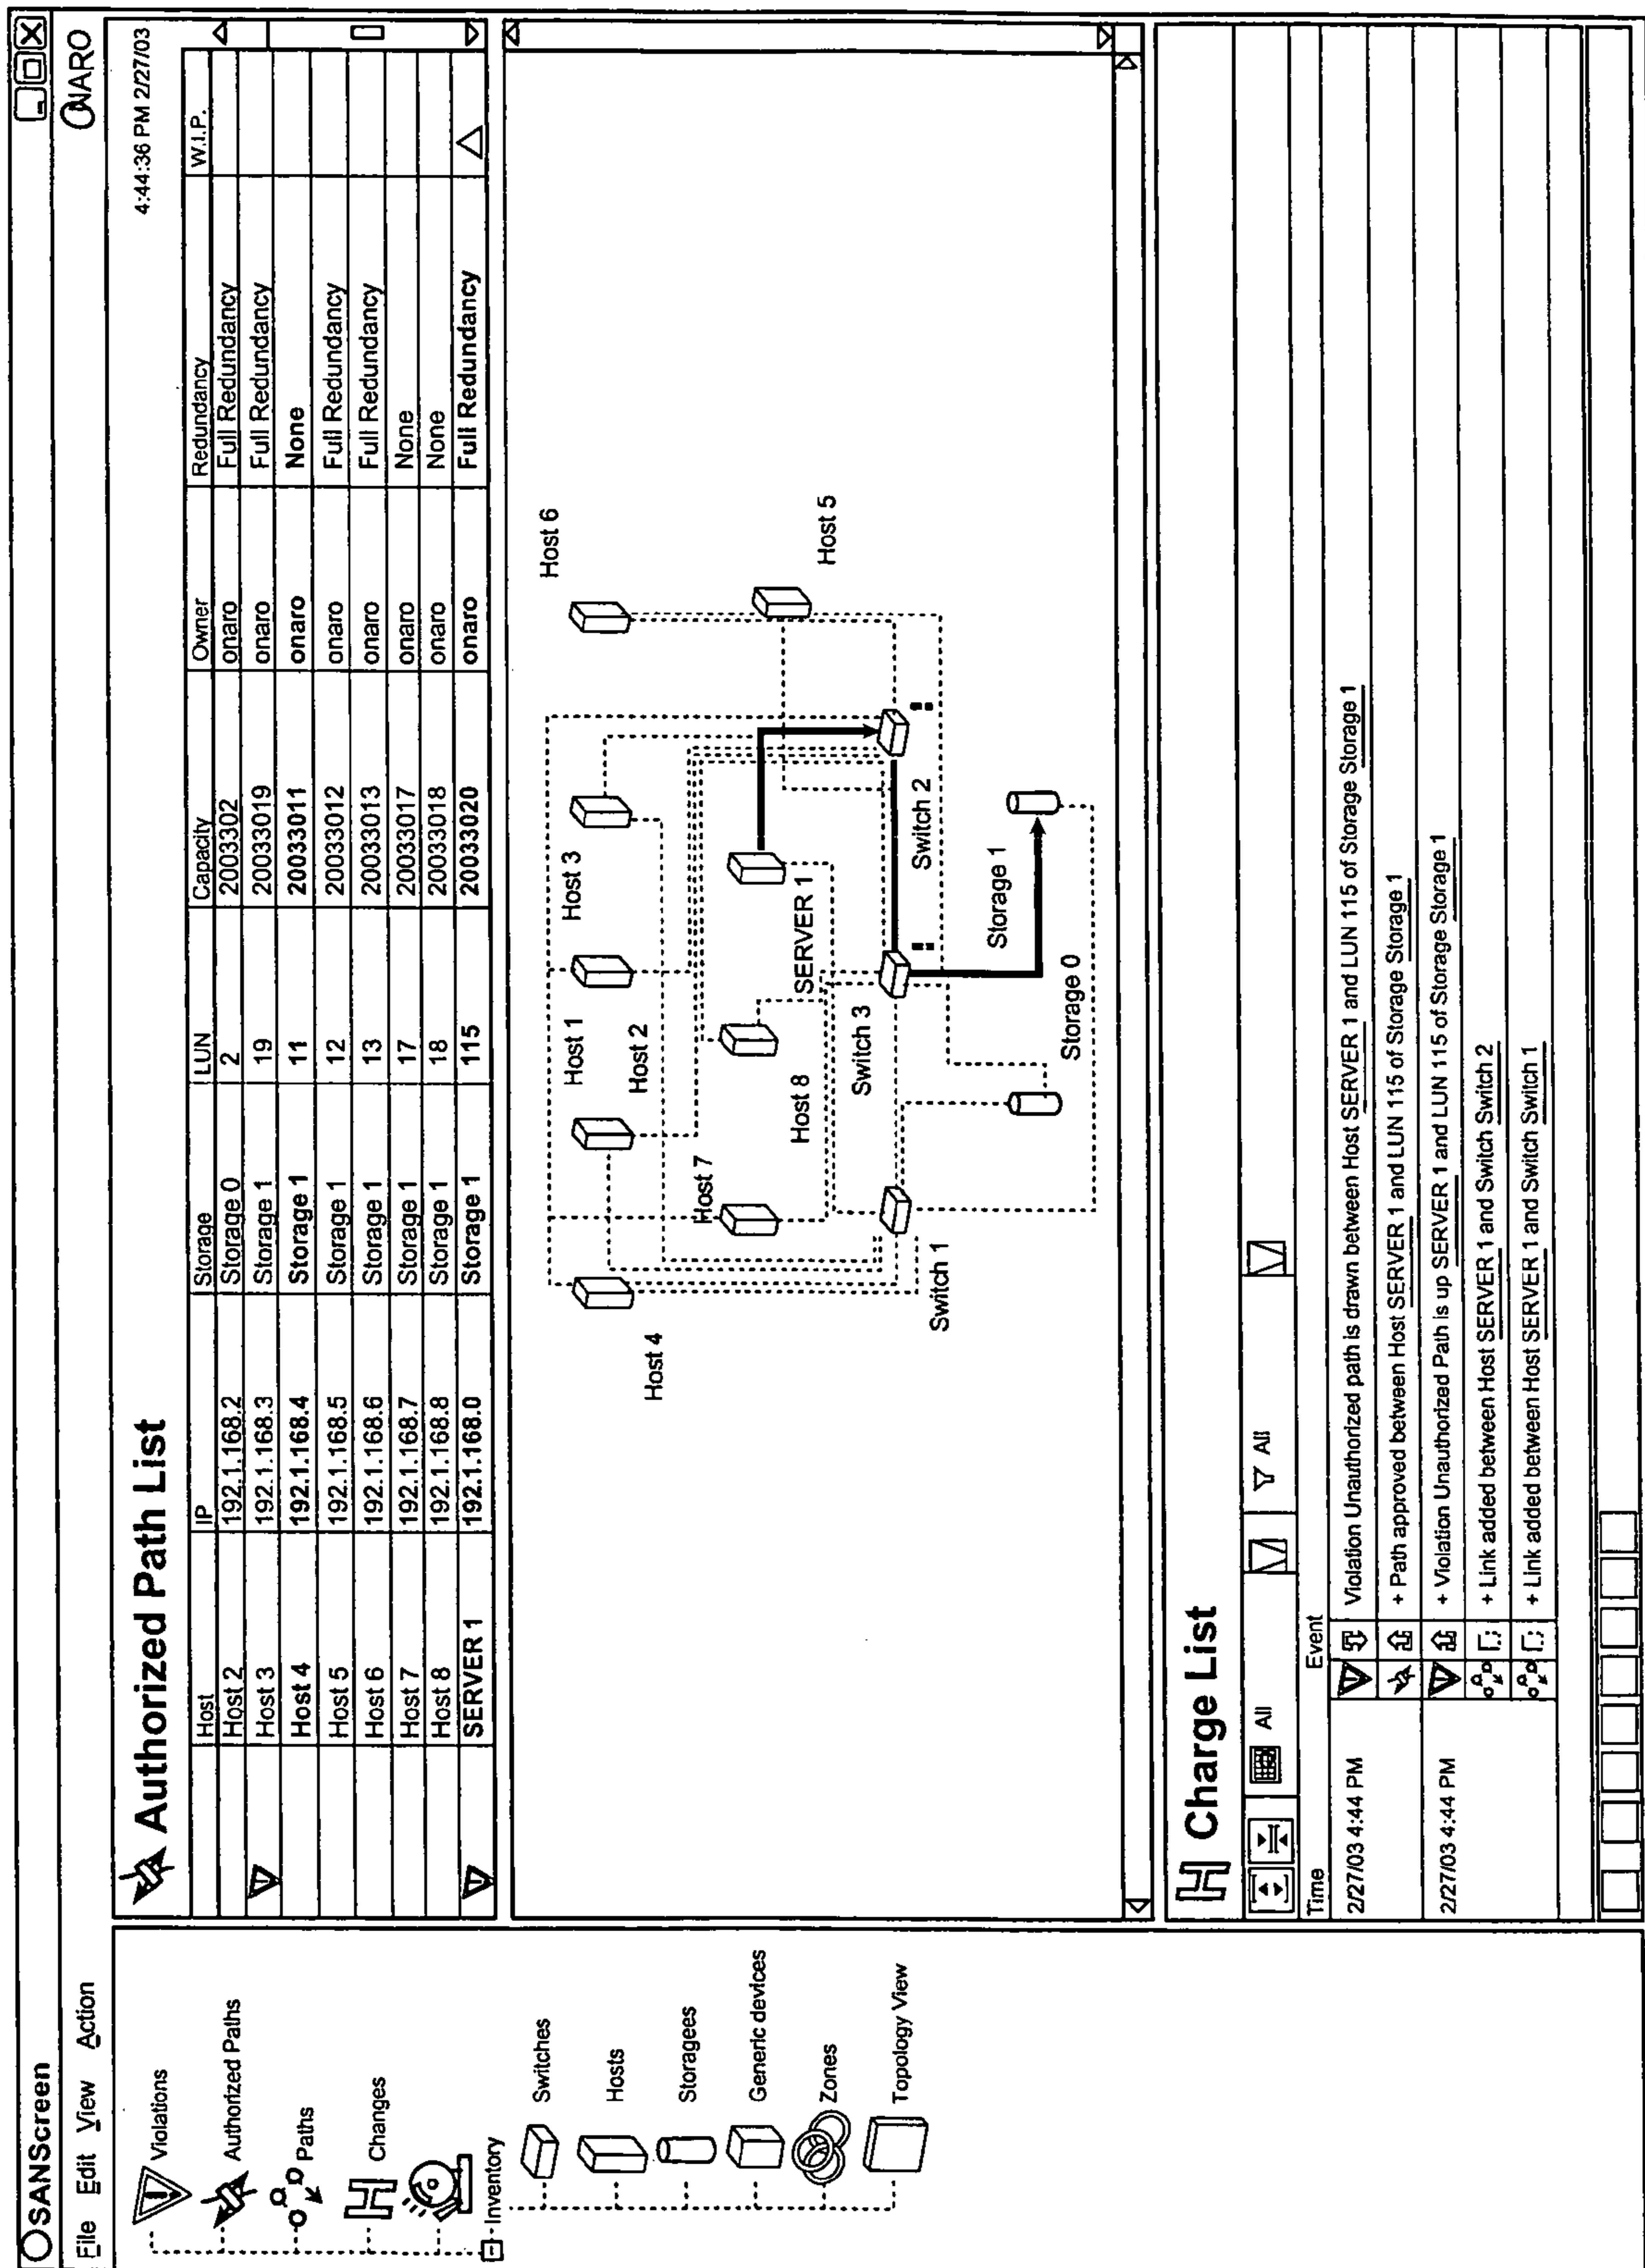 SANScreen
File Edit View Action
ONARO
Violations
Authorized Paths
Paths
Changes
Inventory
Switches
Hosts
Storagees
Generic devices
Zones
Topology View
Authorized Path List
4:44:36 PM 2/27/03
Host IP Storage LUN Capacity Owner Redundancy W.I.P.
Host 2 192.1.168.2 Storage 0 2 2003302 onaro Full Redundancy
Host 3 192.1.168.3 Storage 1 19 20033019 onaro Full Redundancy
Host 4 192.1.168.4 Storage 1 11 20033011 onaro None
Host 5 192.1.168.5 Storage 1 12 20033012 onaro Full Redundancy
Host 6 192.1.168.6 Storage 1 13 20033013 onaro Full Redundancy
Host 7 192.1.168.7 Storage 1 17 20033017 onaro None
Host 8 192.1.168.8 Storage 1 18 20033018 onaro None
SERVER 1 192.1.168.0 Storage 1 115 20033020 onaro Full Redundancy
Host 6
Host 1
Host 3
Host 4
Host 2
Host 7
SERVER 1
Host 5
Host 8
Switch 3
Switch 2
Switch 1
Storage 1
Storage 0
Charge List
All All
Time Event
2/27/03 4:44 PM Violation Unauthorized path is drawn between Host SERVER 1 and LUN 115 of Storage Storage 1
+ Path approved between Host SERVER 1 and LUN 115 of Storage Storage 1
2/27/03 4:44 PM + Violation Unauthorized Path is up SERVER 1 and LUN 115 of Storage Storage 1
+ Link added between Host SERVER 1 and Switch Switch 2
+ Link added between Host SERVER 1 and Switch Switch 1